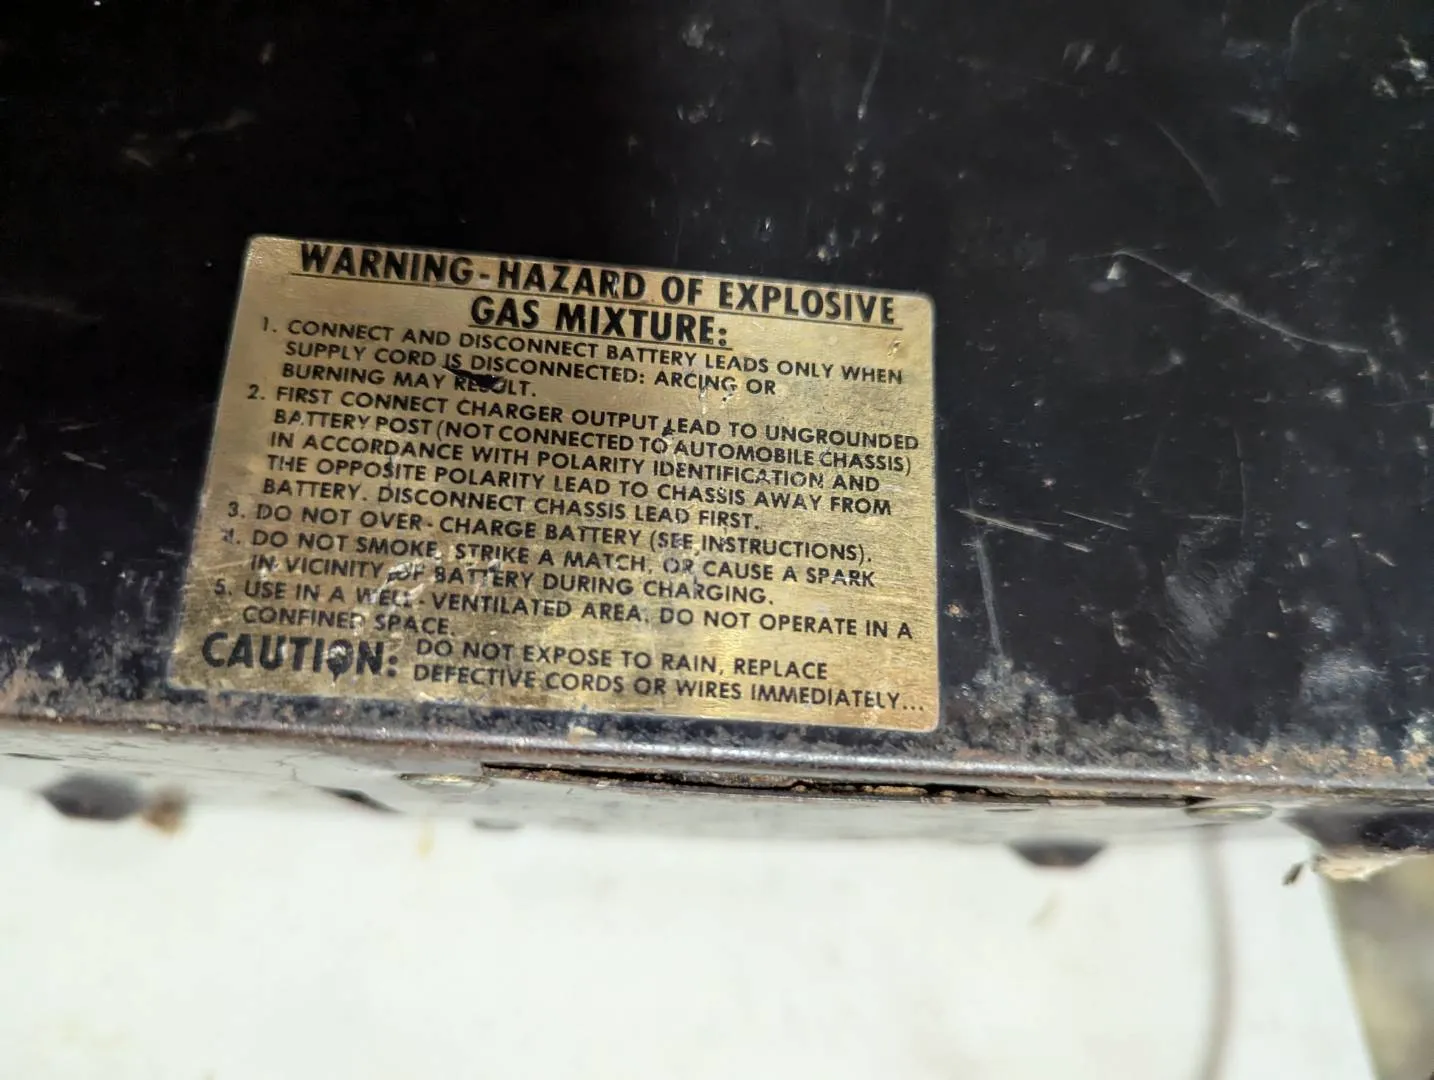 WARNING-HAZARD OF EXPLOSIVE
GAS MIXTURE:
1. CONNECT AND DISCONNECT BATTERY LEADS ONLY WHEN
SUPPLY CORD IS DISCONNECTED: ARCING OR
BURNING MAY RESULT.
2. FIRST CONNECT CHARGER OUTPUT LEAD TO UNGROUNDED
BATTERY POST (NOT CONNECTED TO AUTOMOBILE CHASSIS)
IN ACCORDANCE WITH POLARITY IDENTIFICATION AND
THE OPPOSITE POLARITY LEAD TO CHASSIS AWAY FROM
BATTERY. DISCONNECT CHASSIS LEAD FIRST.
3. DO NOT OVER-CHARGE BATTERY (SEE INSTRUCTIONS).
4. DO NOT SMOKE, STRIKE A MATCH, OR CAUSE A SPARK
IN VICINITY OF BATTERY DURING CHARGING.
5. USE IN A WELL-VENTILATED AREA. DO NOT OPERATE IN A
CONFINED SPACE.
CAUTION: DO NOT EXPOSE TO RAIN, REPLACE
DEFECTIVE CORDS OR WIRES IMMEDIATELY...